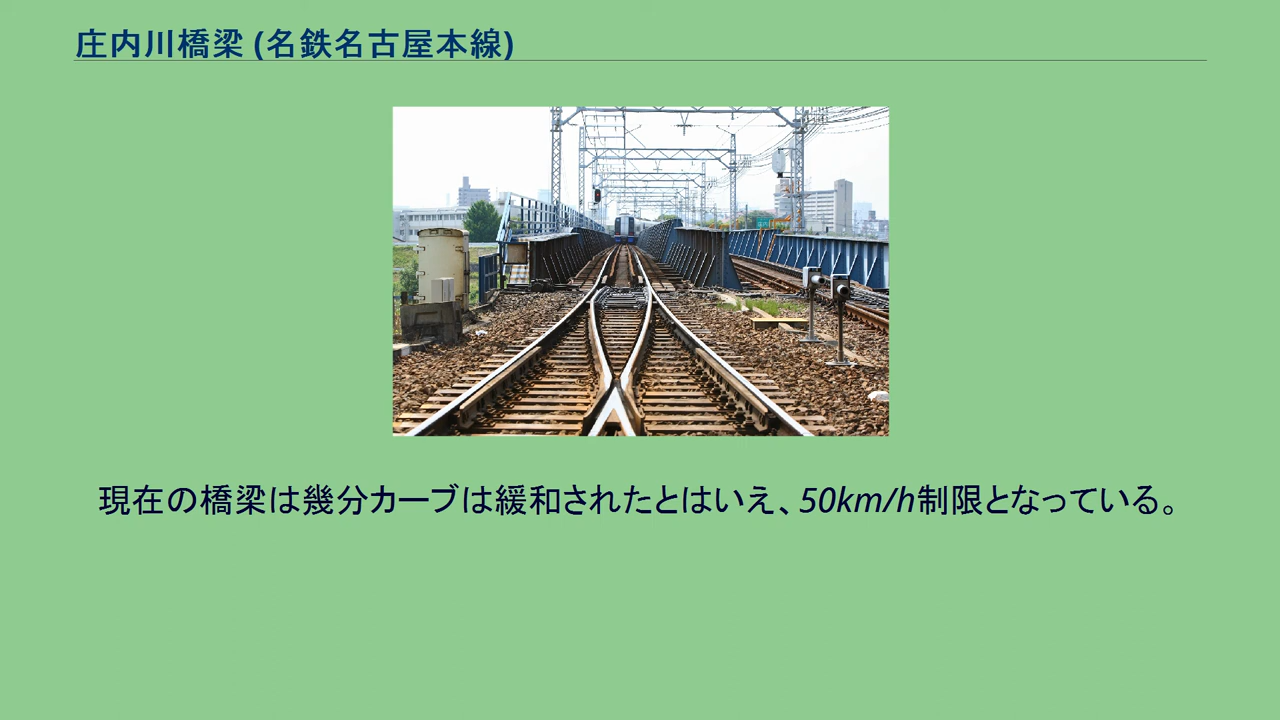 庄内川橋梁 (名鉄名古屋本線)
現在の橋梁は幾分カーブは緩和されたとはいえ、50km/h制限となっている。